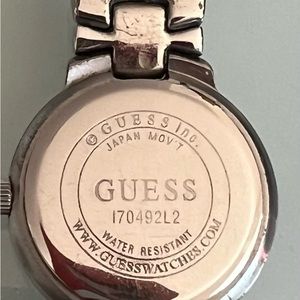 © GUESS Inc.
JAPAN MOV'T
GUESS
I70492L2
WATER RESISTANT
WWW.GUESSWATCHES.COM